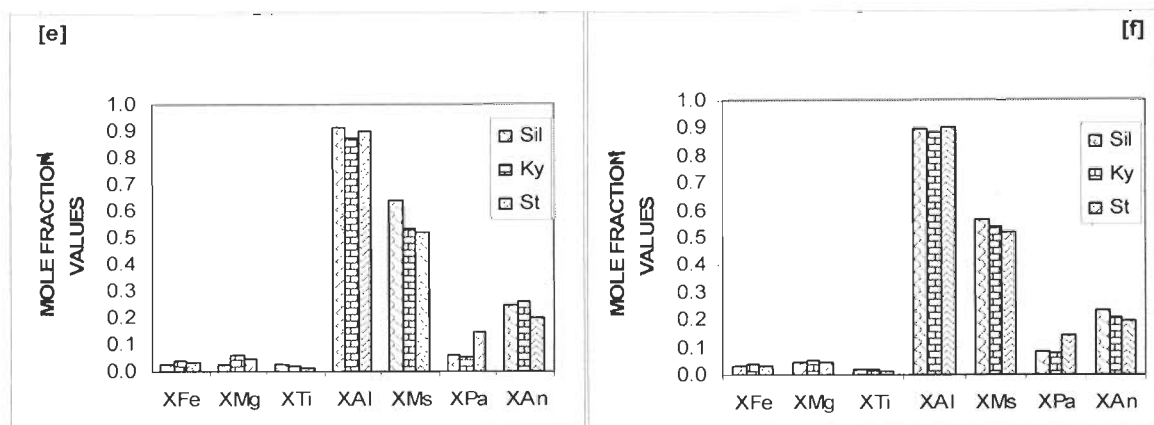 [e]
MOLE FRACTION
VALUES
1.0
0.9
0.8
0.7
0.6
0.5
0.4
0.3
0.2
0.1
0.0
XFe XMg XTi XAl XMs XPa XAn
Sil
Ky
St
[f]
MOLE FRACTION
VALUES
1.0
0.9
0.8
0.7
0.6
0.5
0.4
0.3
0.2
0.1
0.0
XFe XMg XTi XAl XMs XPa XAn
Sil
Ky
St